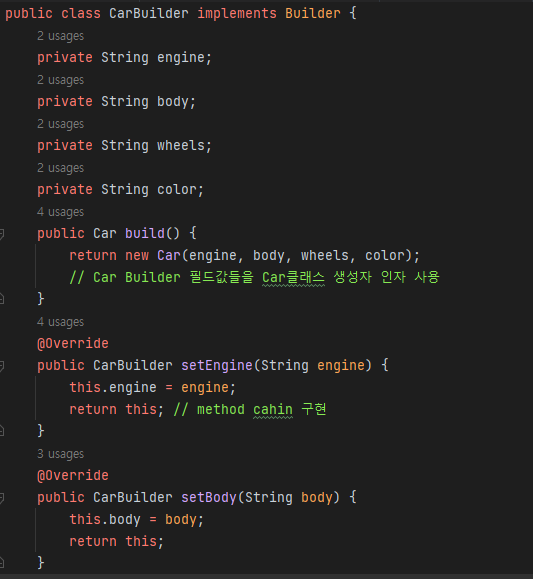 public class CarBuilder implements Builder {
2 usages
private String engine;
2 usages
private String body;
2 usages
private String wheels;
2 usages
private String color;
4 usages
public Car build() {
return new Car(engine, body, wheels, color);
// Car Builder 필드값들을 Car클래스 생성자 인자 사용
}
4 usages
@Override
public CarBuilder setEngine(String engine) {
this.engine = engine;
return this; // method cahin 구현
}
3 usages
@Override
public CarBuilder setBody(String body) {
this.body = body;
return this;
}